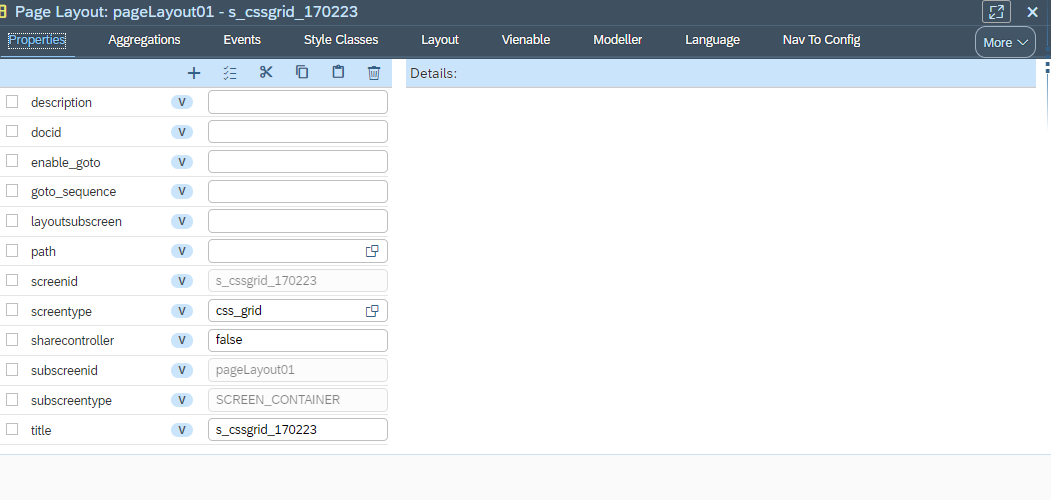 Page Layout: pageLayout01 - s_cssgrid_170223
Properties Aggregations Events Style Classes Layout Vienable Modeller Language Nav To Config More
Details:
description V
docid V
enable_goto V
goto_sequence V
layoutsubscreen V
path V
screenid V s_cssgrid_170223
screentype V css_grid
sharecontroller V false
subscreenid V pageLayout01
subscreentype V SCREEN_CONTAINER
title V s_cssgrid_170223